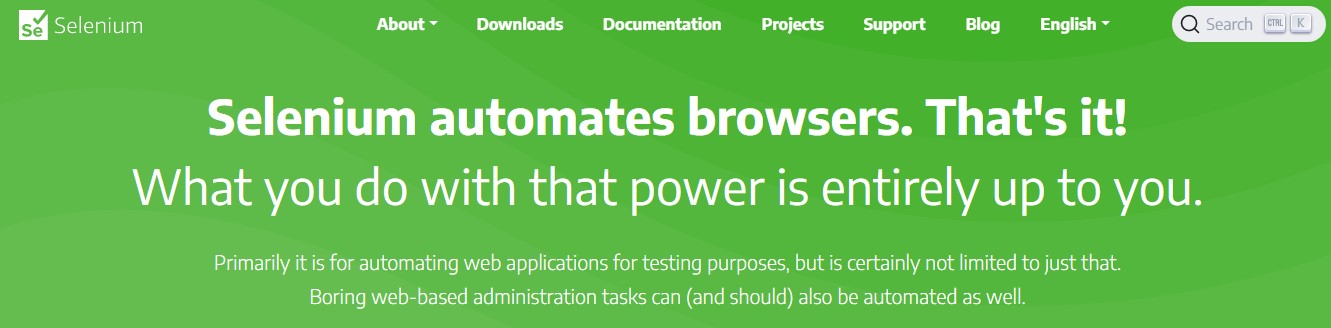 Se Selenium About Downloads Documentation Projects Support Blog English Search CTRL K
Selenium automates browsers. That's it!
What you do with that power is entirely up to you.
Primarily it is for automating web applications for testing purposes, but is certainly not limited to just that.
Boring web-based administration tasks can (and should) also be automated as well.